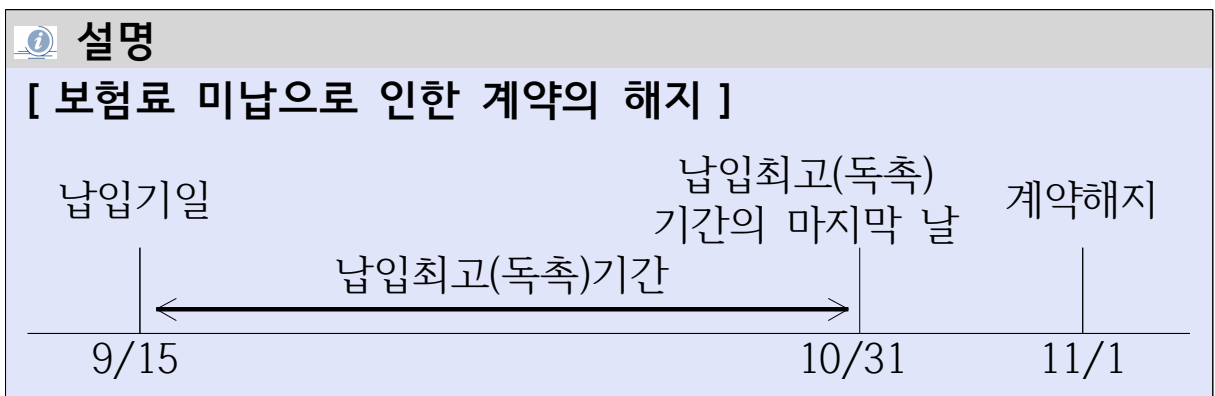 설명
[ 보험료 미납으로 인한 계약의 해지 ]
납입기일
납입최고(독촉)
기간의 마지막 날
계약해지
납입최고(독촉)기간
9/15
10/31
11/1